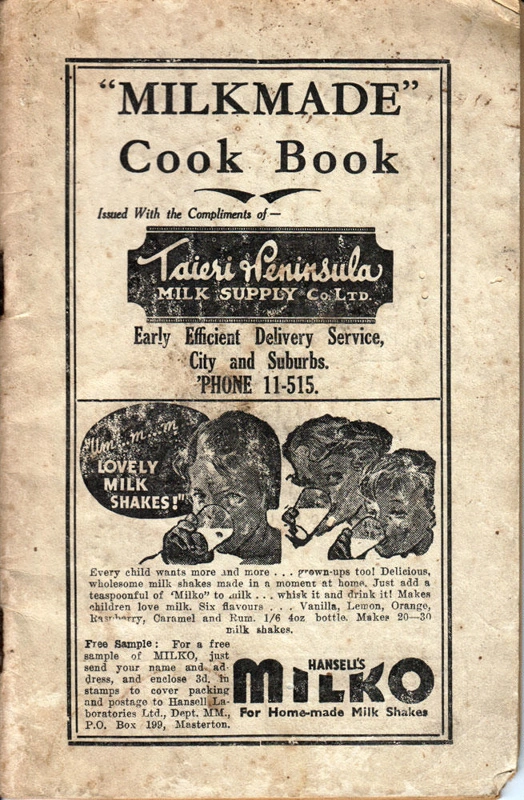 "MILKMADE"
Cook Book
Issued With the Compliments of—
Taieri & Peninsula
MILK SUPPLY CO. LTD.
Early Efficient Delivery Service,
City and Suburbs.
'PHONE 11-515.
"Um...m...m
LOVELY
MILK
SHAKES!"
Every child wants more and more . . . grown-ups too! Delicious,
wholesome milk shakes made in a moment at home. Just add a
teaspoonful of "Milko" to milk . . . whisk it and drink it! Makes
children love milk. Six flavours . . . Vanilla, Lemon, Orange,
Raspberry, Caramel and Rum. 1/6 4oz bottle. Makes 20—30
milk shakes.
Free Sample: For a free
sample of MILKO, just
send your name and ad-
dress, and enclose 3d. in
stamps to cover packing
and postage to Hansell La-
boratories Ltd., Dept. MM.,
P.O. Box 199, Masterton.
HANSELL'S
MILKO
For Home-made Milk Shakes